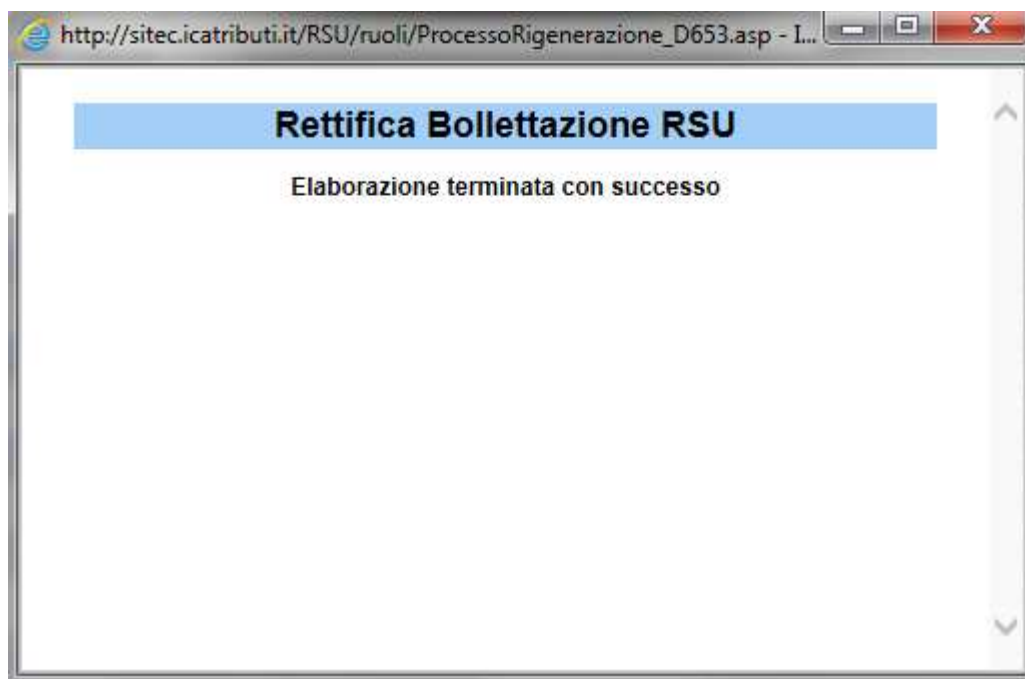 http://sitec.icatributi.it/RSU/ruoli/ProcessoRigenerazione_D653.asp - I...
Rettifica Bollettazione RSU
Elaborazione terminata con successo